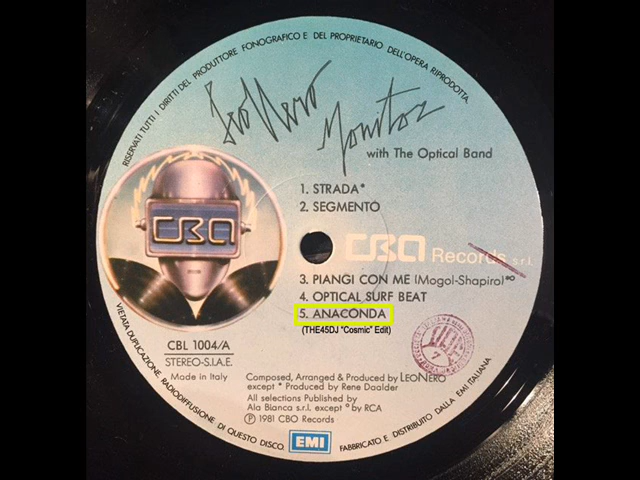 RISERVATI TUTTI I DIRITTI DEL PRODUTTORE FONOGRAFICO E DEL PROPRIETARIO DELL'OPERA RIPRODOTTA
Leo Nero
Monitor
with The Optical Band
1. STRADA*
2. SEGMENTO
CBO
CBO Records s.r.l.
3. PIANGI CON ME (Mogol-Shapiro)*°
4. OPTICAL SURF BEAT
5. ANACONDA
(THE45DJ "Cosmic" Edit)
CBL 1004/A
STEREO-S.I.A.E.
Made in Italy
Composed, Arranged & Produced by LEONERO
except * Produced by Rene Daalder
All selections Published by
Ala Bianca s.r.l. except ° by RCA
Ⓟ 1981 CBO Records
EMI
VIETATA DUPLICAZIONE RADIODIFFUSIONE DI QUESTO DISCO.
FABBRICATO E DISTRIBUITO DALLA EMI ITALIANA